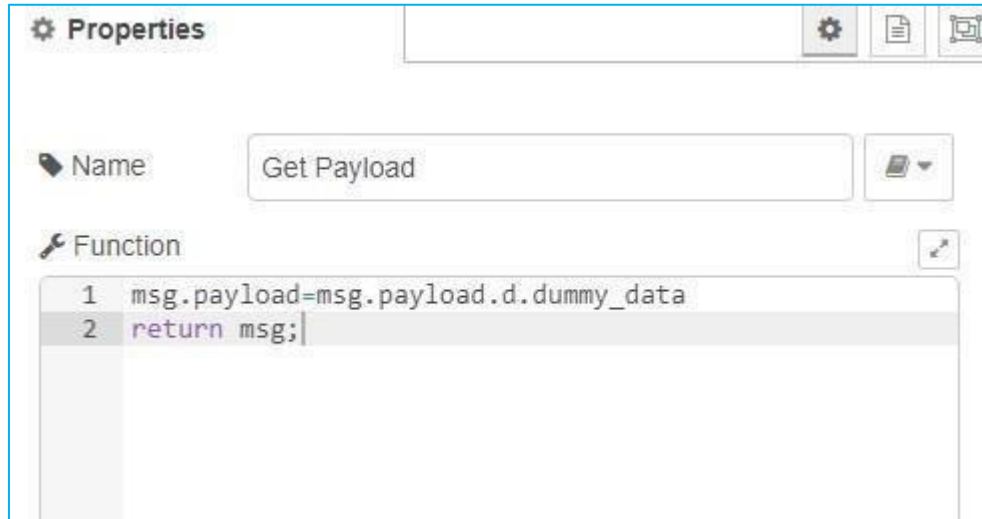 Properties
Name
Get Payload
Function
1 msg.payload=msg.payload.d.dummy_data
2 return msg;